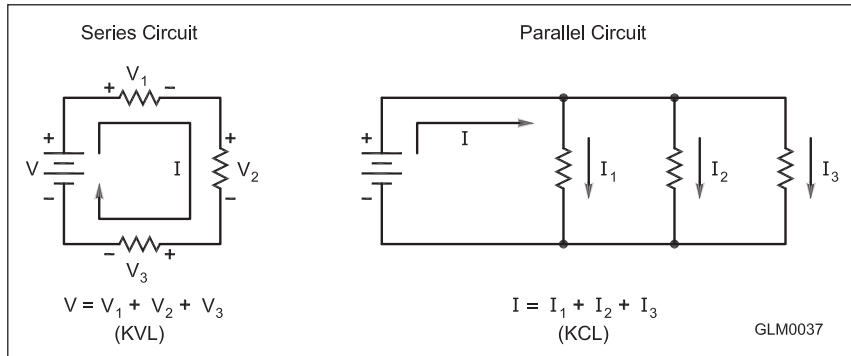 Series Circuit
Parallel Circuit
+ V₁ −
+
V
−
I
+
V₂
−
− V₃ +
V = V₁ + V₂ + V₃
(KVL)
+
−
I
I₁
I₂
I₃
I = I₁ + I₂ + I₃
(KCL)
GLM0037